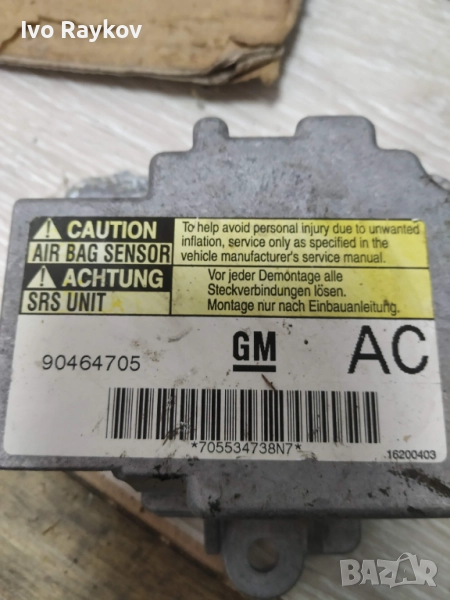 Ivo Raykov
CAUTION
AIR BAG SENSOR
To help avoid personal injury due to unwanted
inflation, service only as specified in the
vehicle manufacturer's service manual.
ACHTUNG
SRS UNIT
Vor jeder Demontage alle
Steckverbindungen lösen.
Montage nur nach Einbauanleitung.
90464705
GM
AC
*705534738N7*
16200403
BAZAR